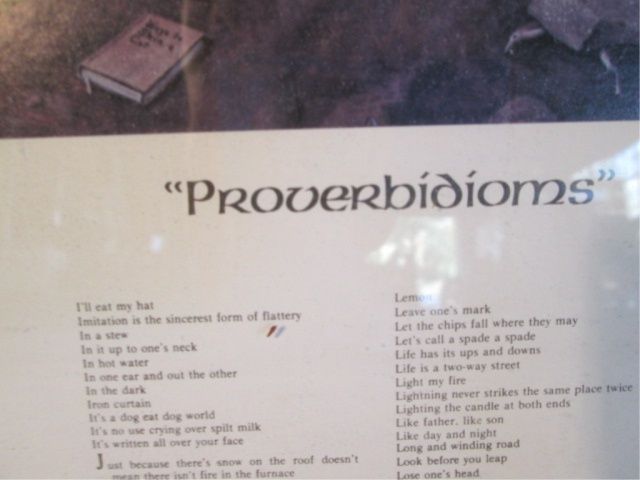 "Proverbidioms"
I'll eat my hat
Imitation is the sincerest form of flattery
In a stew
In it up to one's neck
In hot water
In one ear and out the other
In the dark
Iron curtain
It's a dog eat dog world
It's no use crying over spilt milk
It's written all over your face
Just because there's snow on the roof doesn't
mean there isn't fire in the furnace
Lemon
Leave one's mark
Let the chips fall where they may
Let's call a spade a spade
Life has its ups and downs
Life is a two-way street
Light my fire
Lightning never strikes the same place twice
Lighting the candle at both ends
Like father, like son
Like day and night
Long and winding road
Look before you leap
Lose one's head